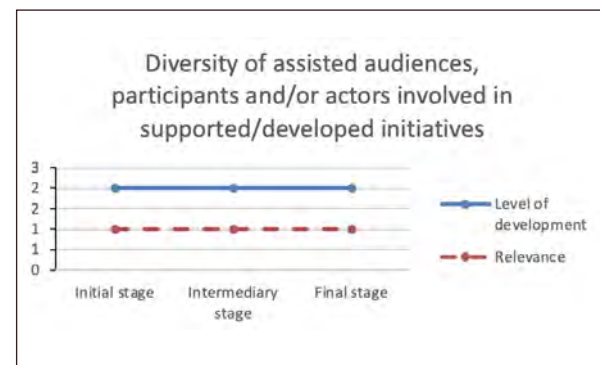 Diversity of assisted audiences,
participants and/or actors involved in
supported/developed initiatives
3
2
2
1
1
0
Initial stage
Intermediary
stage
Final stage
Level of
development
Relevance